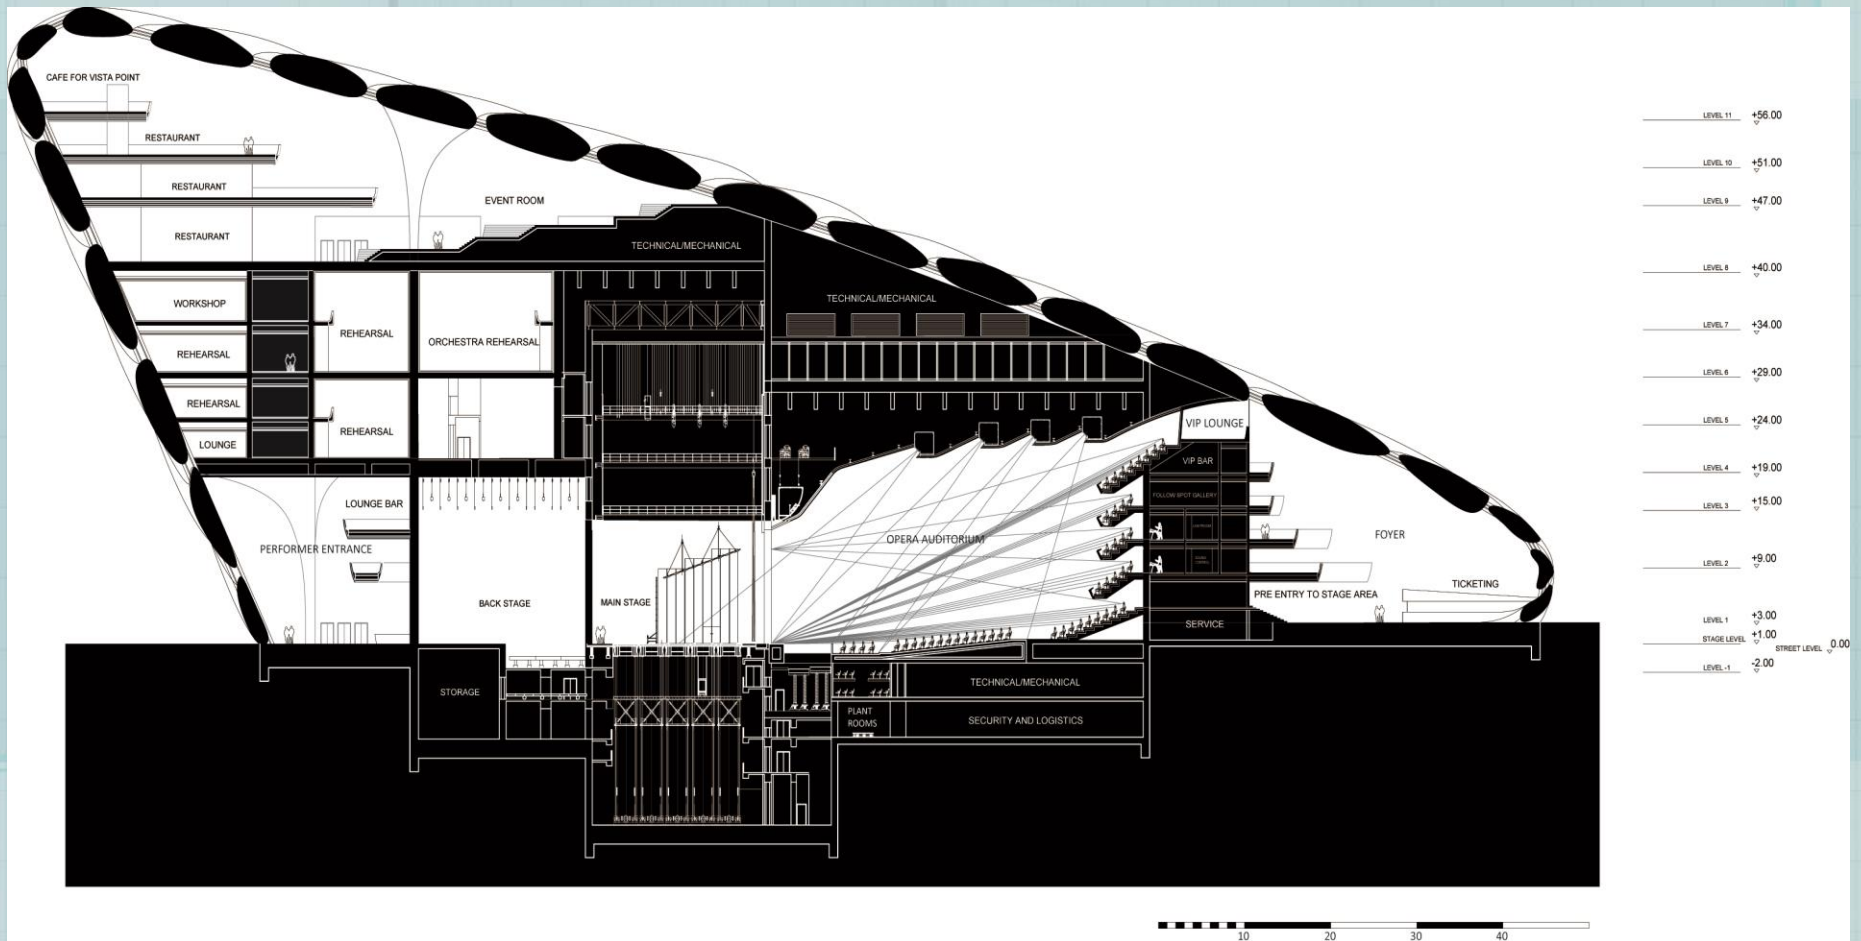 CAFE FOR VISTA POINT
RESTAURANT
RESTAURANT
EVENT ROOM
RESTAURANT
TECHNICAL/MECHANICAL
TECHNICAL/MECHANICAL
WORKSHOP
REHEARSAL
ORCHESTRA REHEARSAL
REHEARSAL
REHEARSAL
REHEARSAL
LOUNGE
VIP LOUNGE
VIP BAR
FOLLOW SPOT GALLERY
LOUNGE BAR
PERFORMER ENTRANCE
OPERA AUDITORIUM
FOYER
TICKETING
PRE ENTRY TO STAGE AREA
BACK STAGE
MAIN STAGE
SERVICE
STORAGE
TECHNICAL/MECHANICAL
PLANT
ROOMS
SECURITY AND LOGISTICS
LEVEL 11 +56.00
LEVEL 10 +51.00
LEVEL 9 +47.00
LEVEL 8 +40.00
LEVEL 7 +34.00
LEVEL 6 +29.00
LEVEL 5 +24.00
LEVEL 4 +19.00
LEVEL 3 +15.00
LEVEL 2 +9.00
LEVEL 1 +3.00
STAGE LEVEL +1.00
STREET LEVEL 0.00
LEVEL -1 -2.00
10 20 30 40